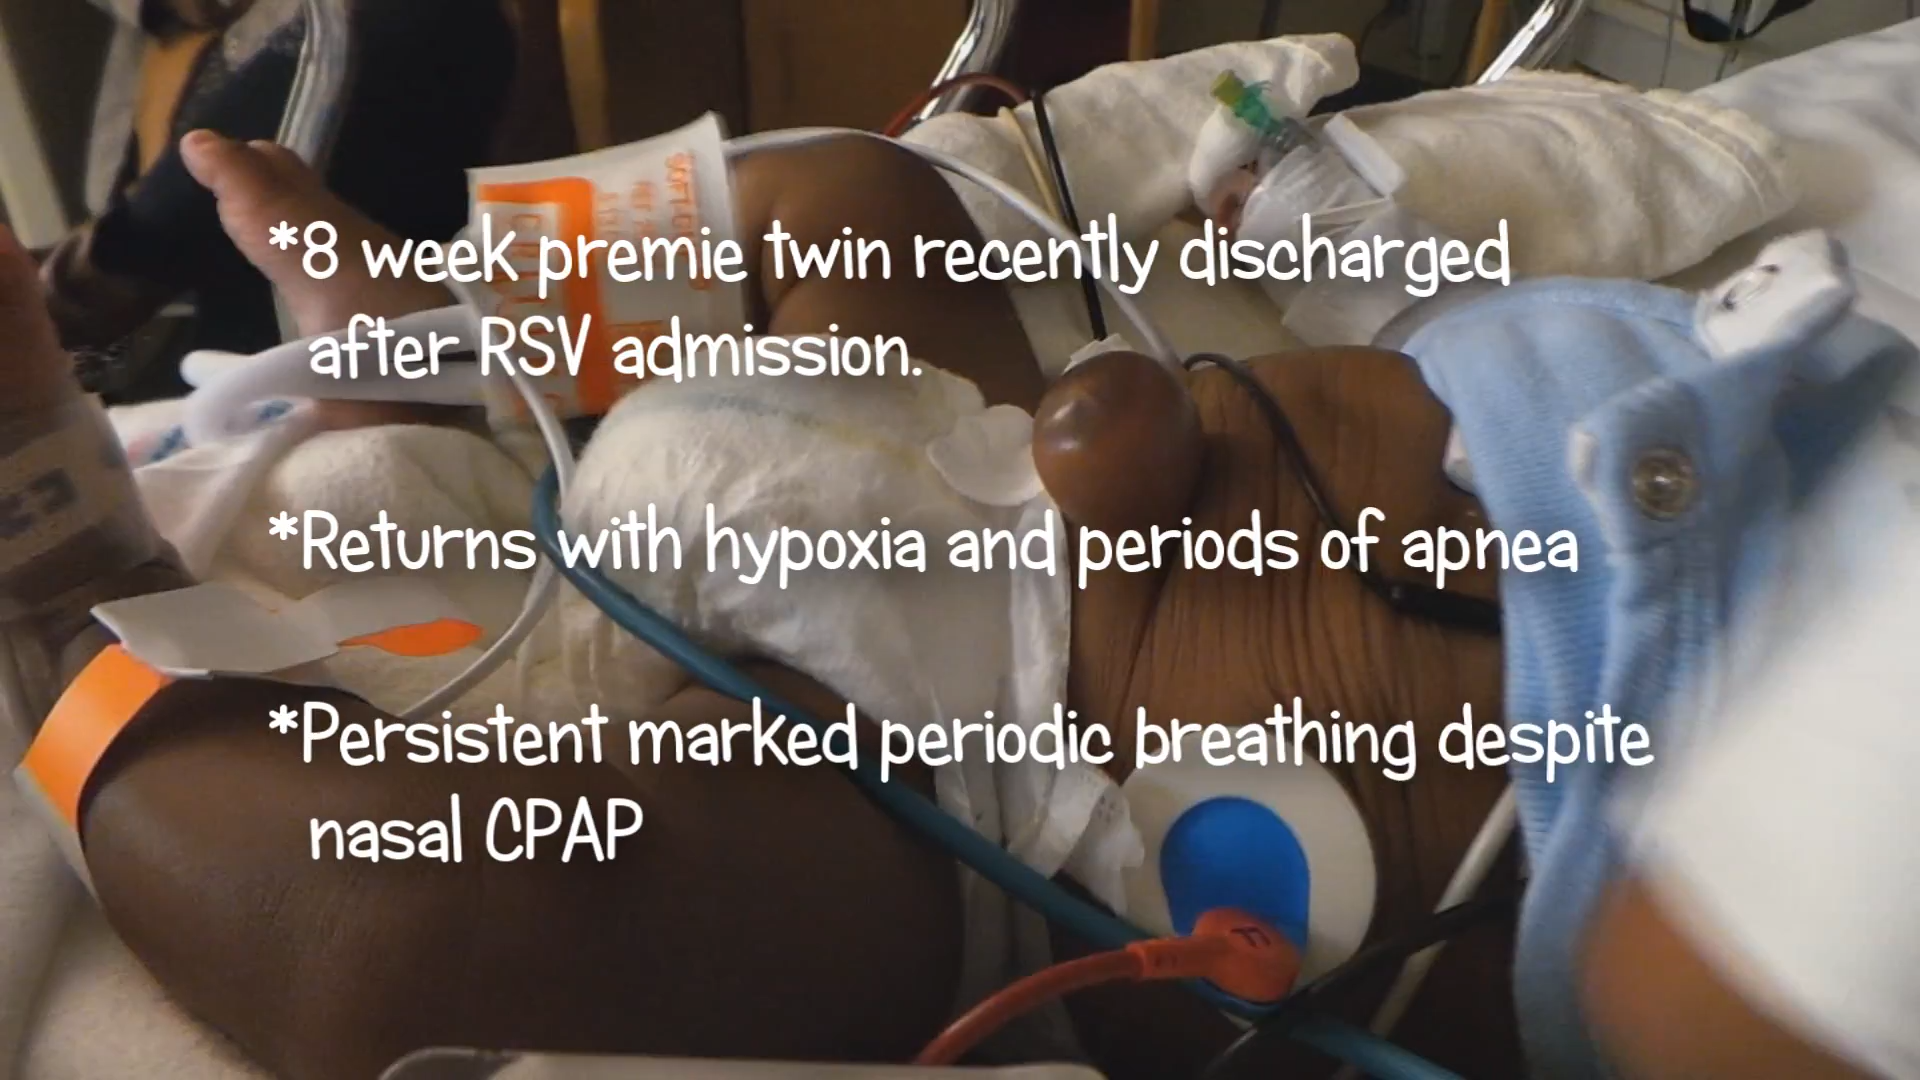 *8 week premie twin recently discharged
after RSV admission.
*Returns with hypoxia and periods of apnea
*Persistent marked periodic breathing despite
nasal CPAP